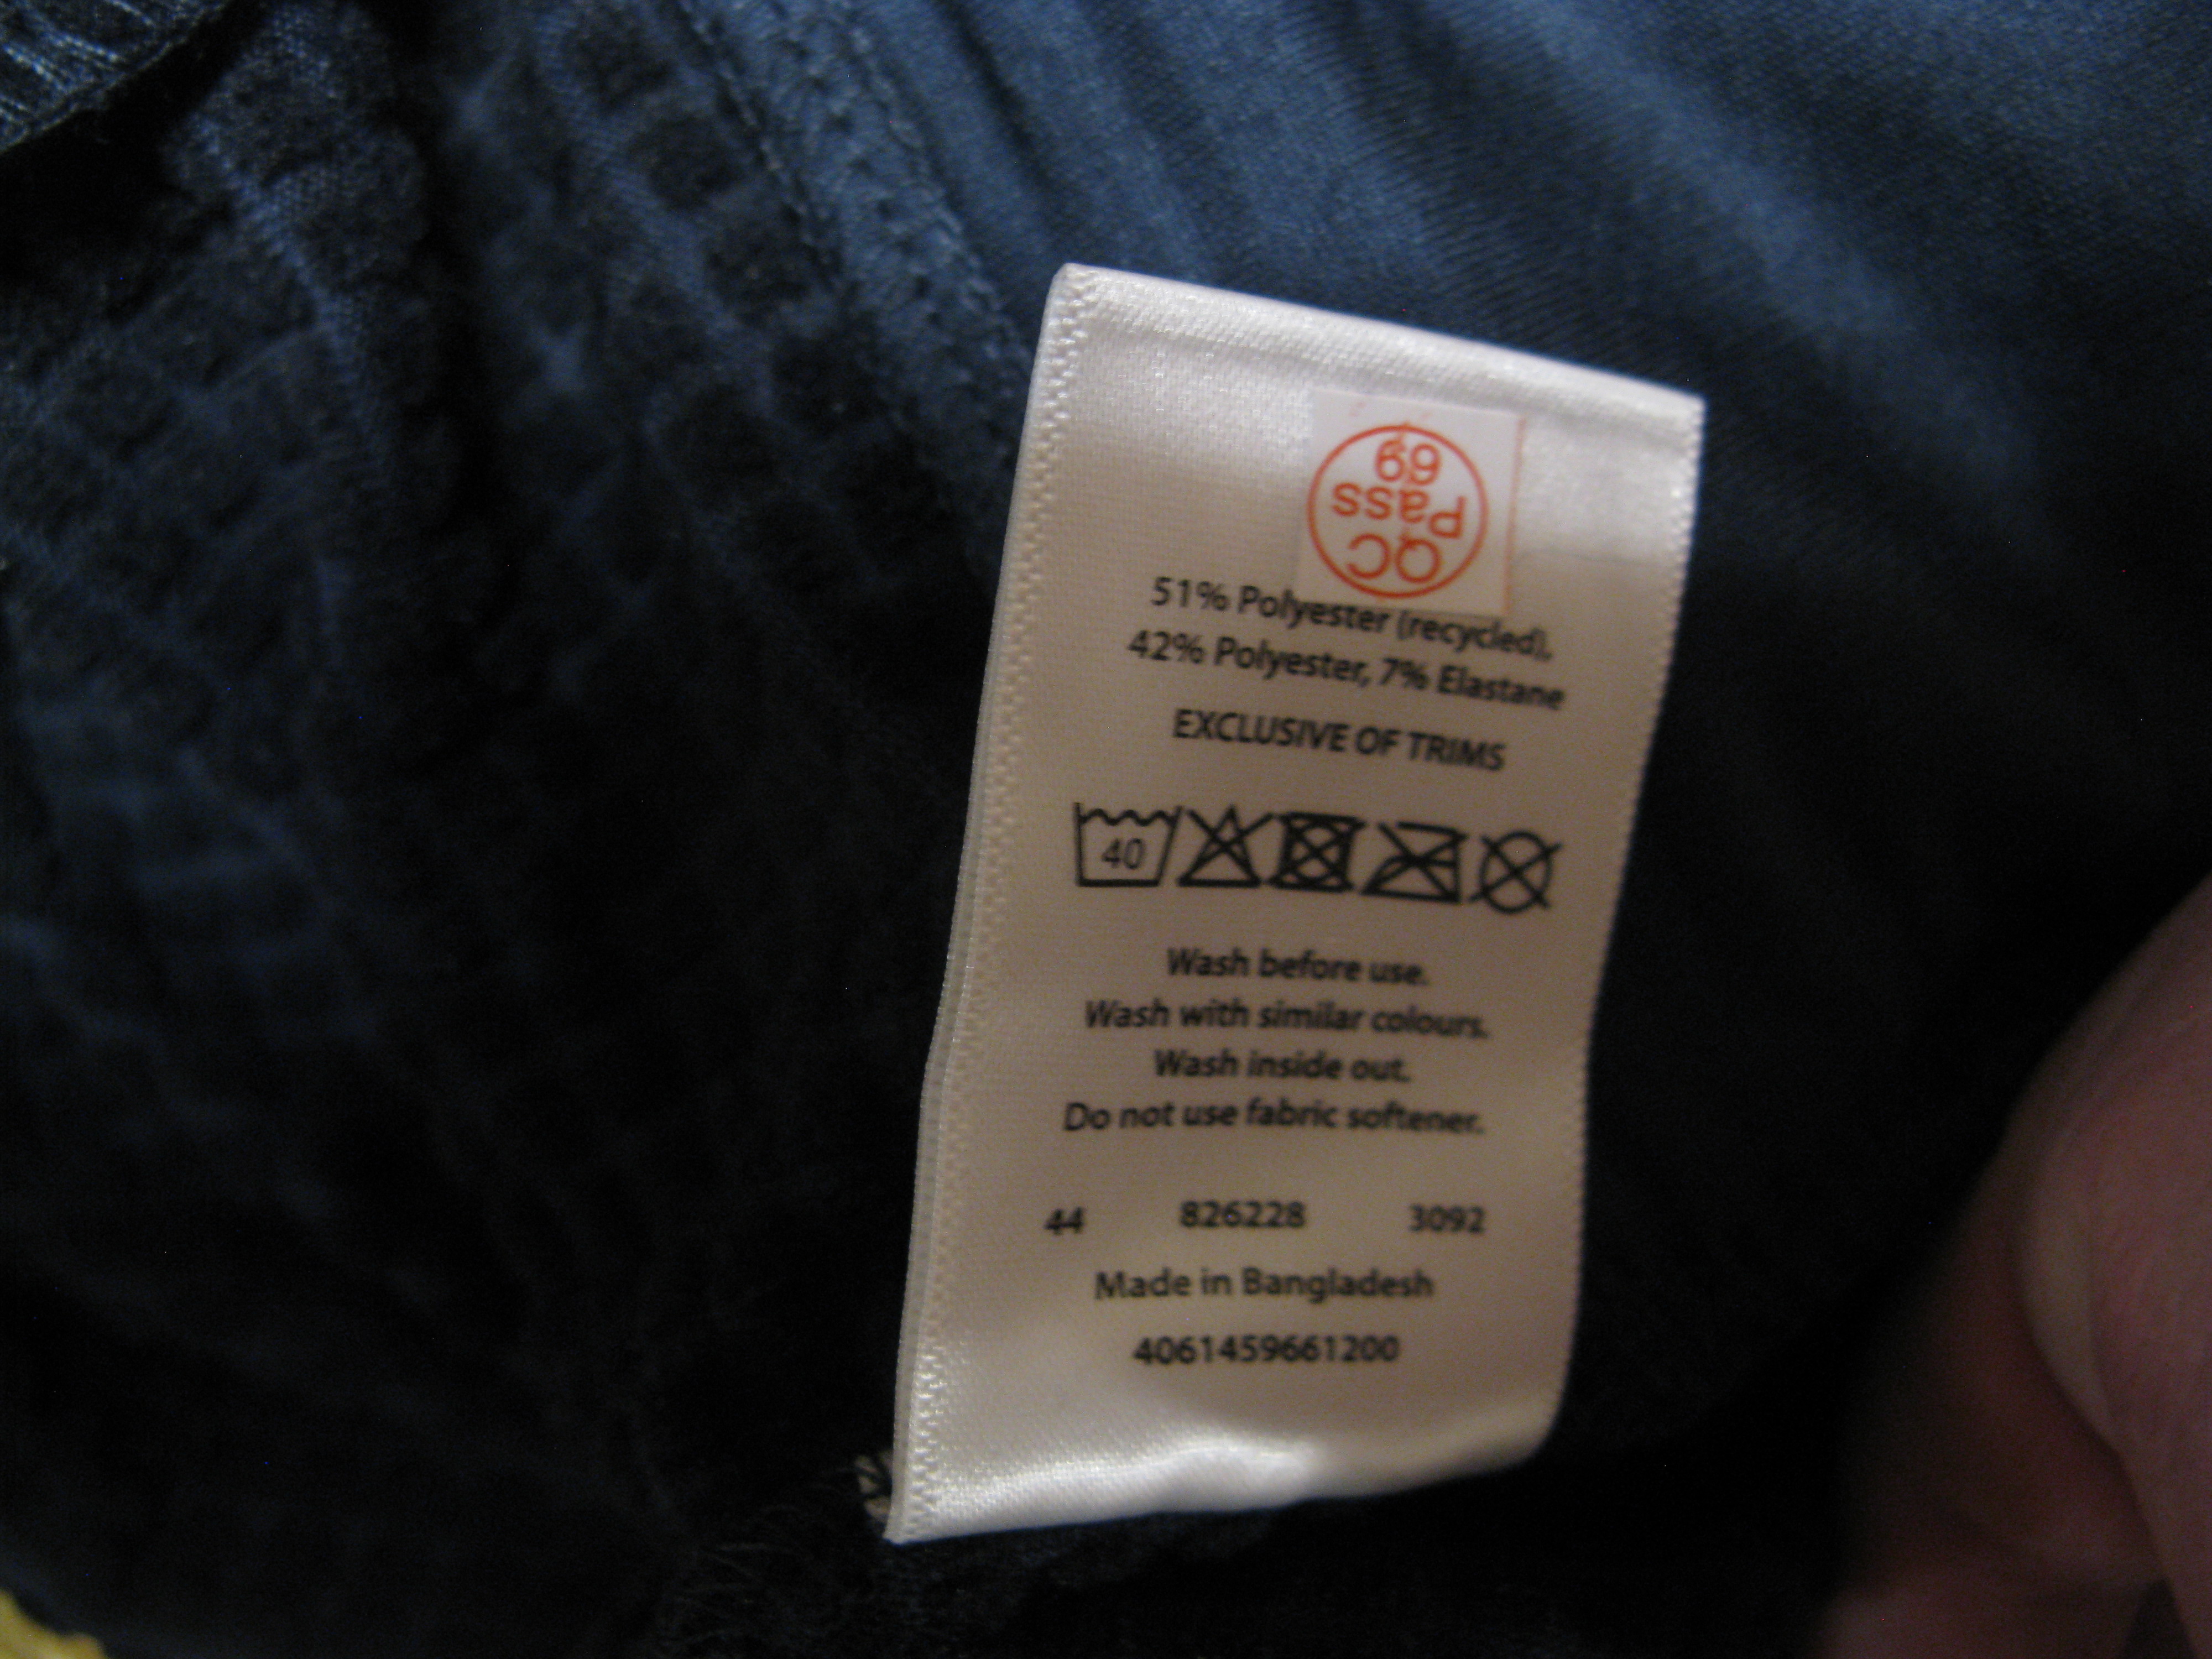 QC
Pass
69
51% Polyester (recycled),
42% Polyester, 7% Elastane
EXCLUSIVE OF TRIMS
40
Wash before use.
Wash with similar colours.
Wash inside out.
Do not use fabric softener.
44 826228 3092
Made in Bangladesh
4061459661200